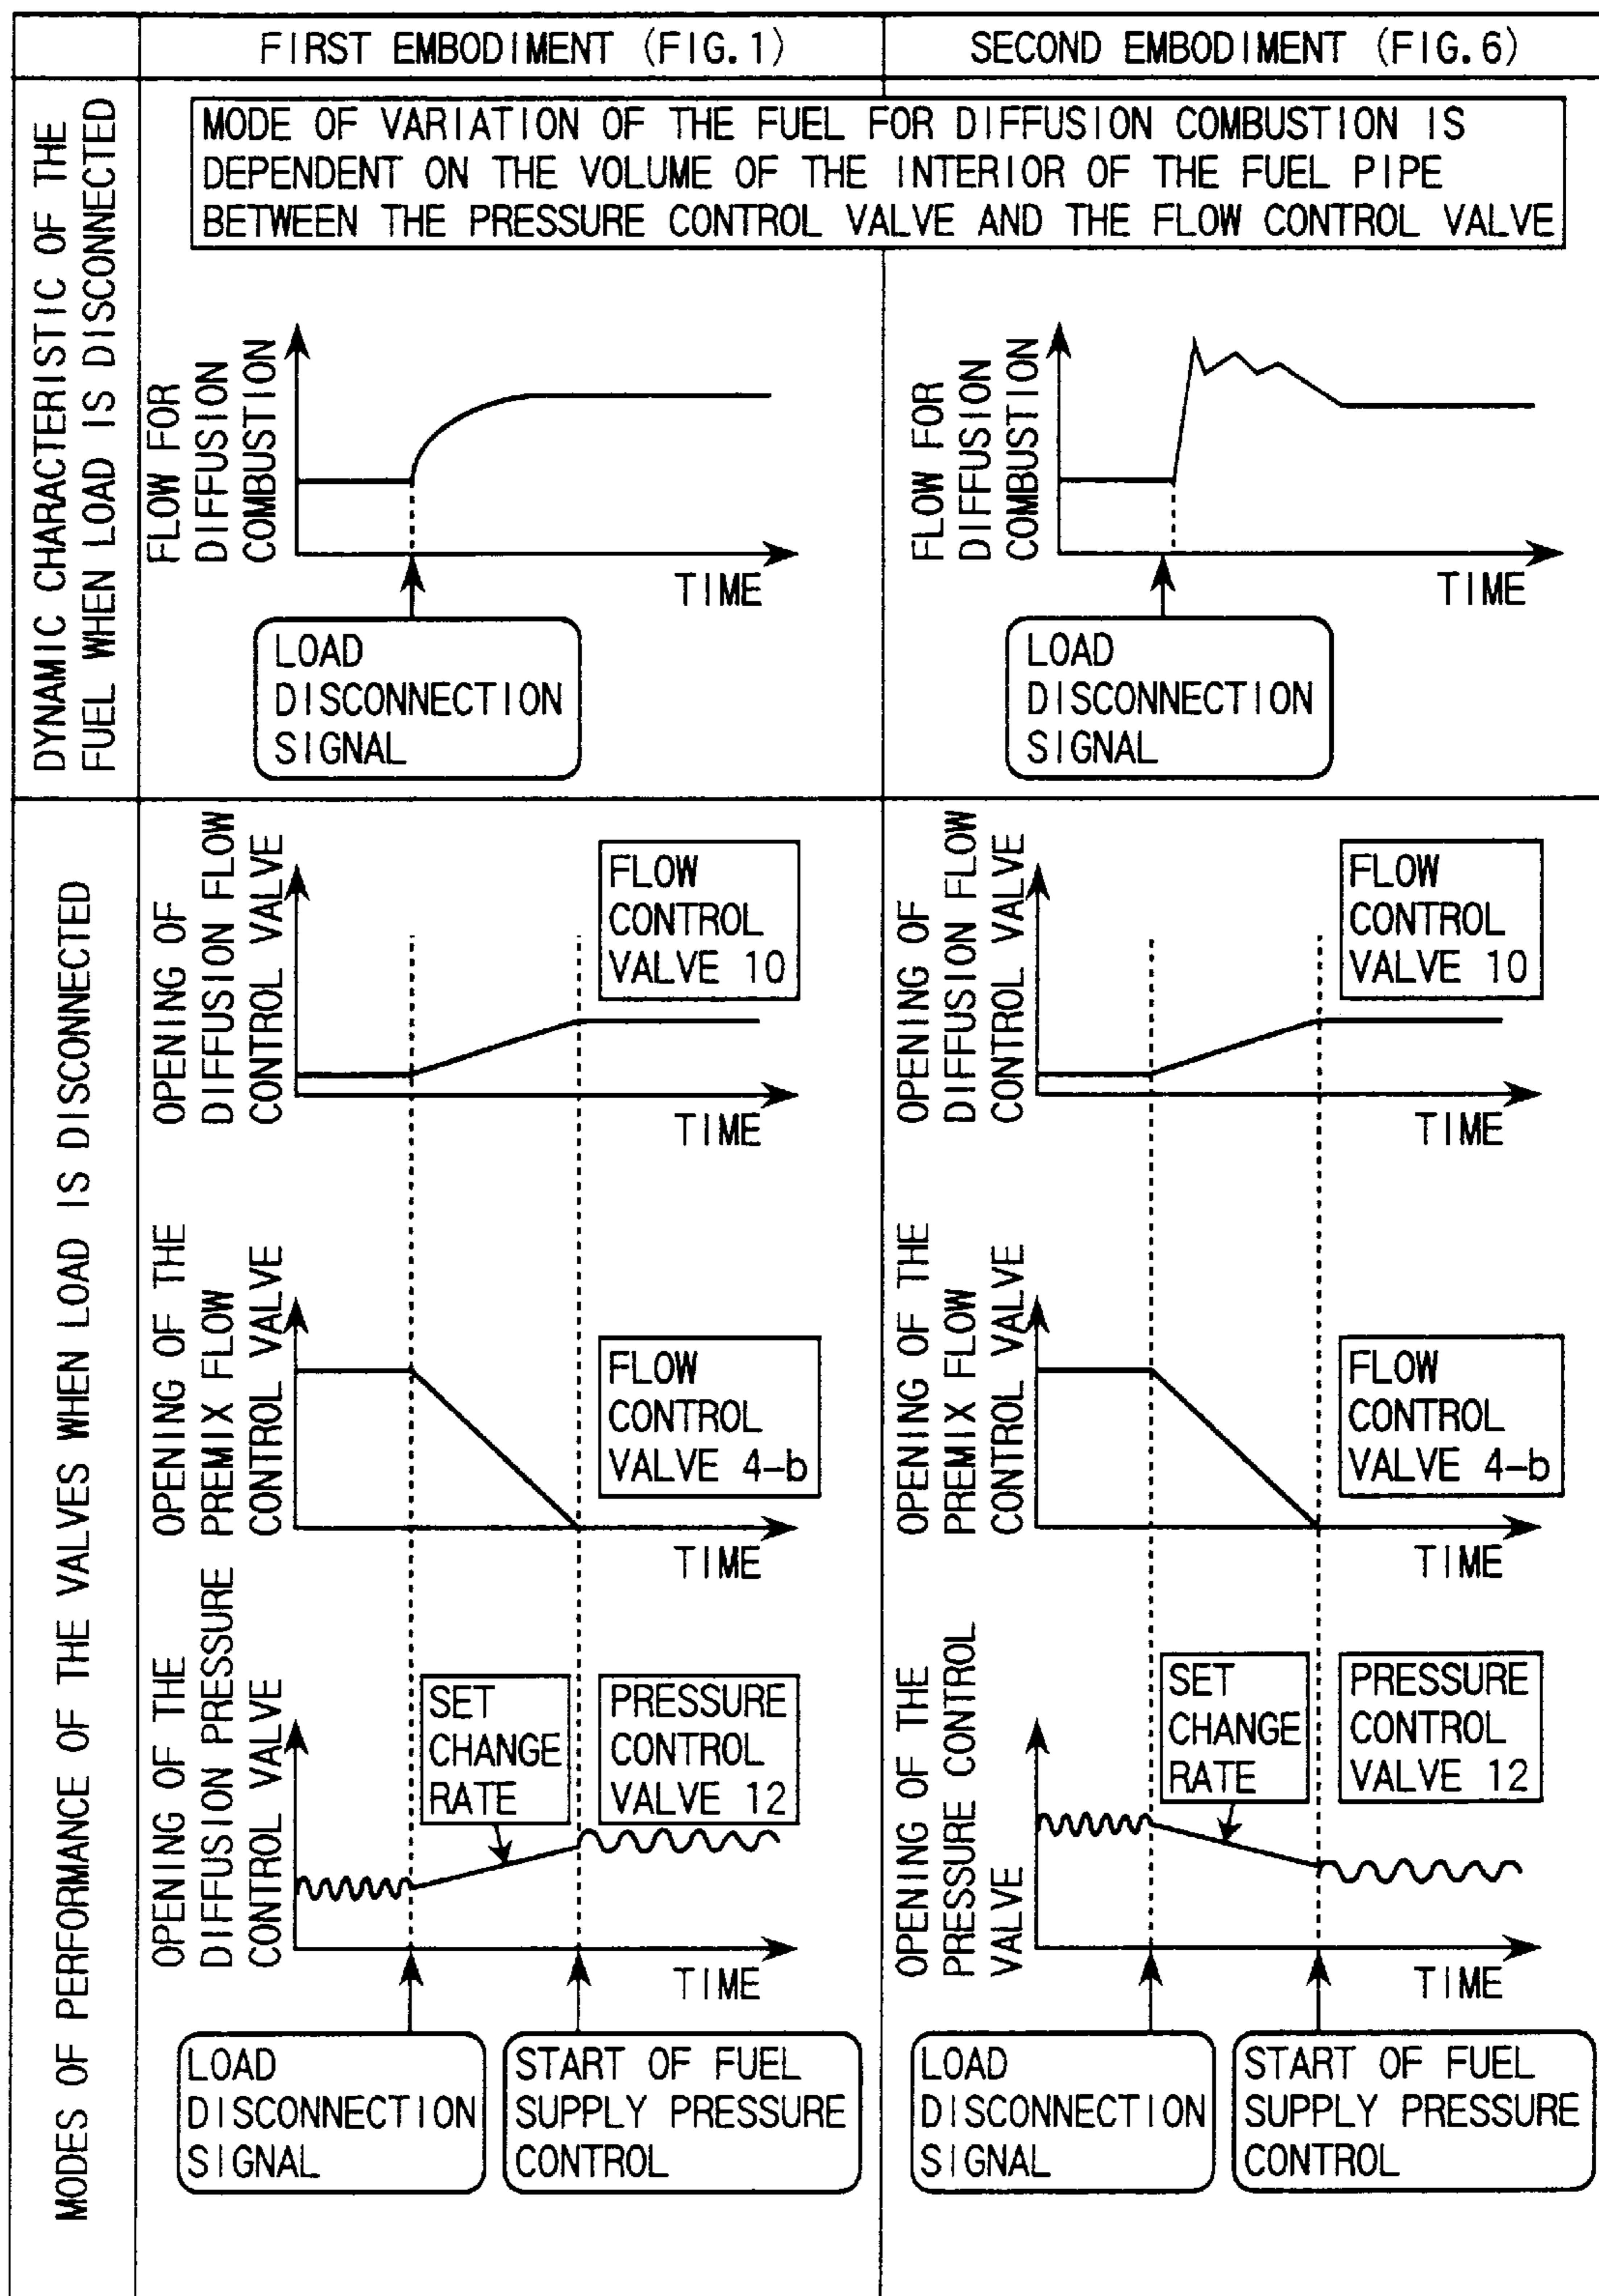 FIRST EMBODIMENT (FIG.1)
SECOND EMBODIMENT (FIG.6)
DYNAMIC CHARACTERISTIC OF THE
FUEL WHEN LOAD IS DISCONNECTED
MODE OF VARIATION OF THE FUEL FOR DIFFUSION COMBUSTION IS
DEPENDENT ON THE VOLUME OF THE INTERIOR OF THE FUEL PIPE
BETWEEN THE PRESSURE CONTROL VALVE AND THE FLOW CONTROL VALVE
FLOW FOR
DIFFUSION
COMBUSTION
TIME
LOAD
DISCONNECTION
SIGNAL
FLOW FOR
DIFFUSION
COMBUSTION
TIME
LOAD
DISCONNECTION
SIGNAL
MODES OF PERFORMANCE OF THE VALVES WHEN LOAD IS DISCONNECTED
OPENING OF
DIFFUSION FLOW
CONTROL VALVE
FLOW
CONTROL
VALVE 10
TIME
OPENING OF THE
PREMIX FLOW
CONTROL VALVE
FLOW
CONTROL
VALVE 4-b
TIME
OPENING OF THE
DIFFUSION PRESSURE
CONTROL VALVE
SET
CHANGE
RATE
PRESSURE
CONTROL
VALVE 12
TIME
LOAD
DISCONNECTION
SIGNAL
START OF FUEL
SUPPLY PRESSURE
CONTROL
OPENING OF
DIFFUSION FLOW
CONTROL VALVE
FLOW
CONTROL
VALVE 10
TIME
OPENING OF THE
PREMIX FLOW
CONTROL VALVE
FLOW
CONTROL
VALVE 4-b
TIME
OPENING OF THE
PRESSURE CONTROL
VALVE
SET
CHANGE
RATE
PRESSURE
CONTROL
VALVE 12
TIME
LOAD
DISCONNECTION
SIGNAL
START OF FUEL
SUPPLY PRESSURE
CONTROL